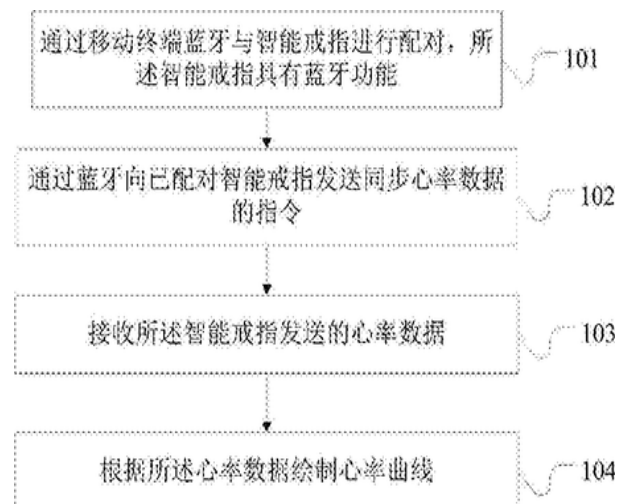 通过移动终端蓝牙与智能戒指进行配对，所
述智能戒指具有蓝牙功能
101
通过蓝牙向已配对智能戒指发送同步心率数据
的指令
102
接收所述智能戒指发送的心率数据
103
根据所述心率数据绘制心率曲线
104